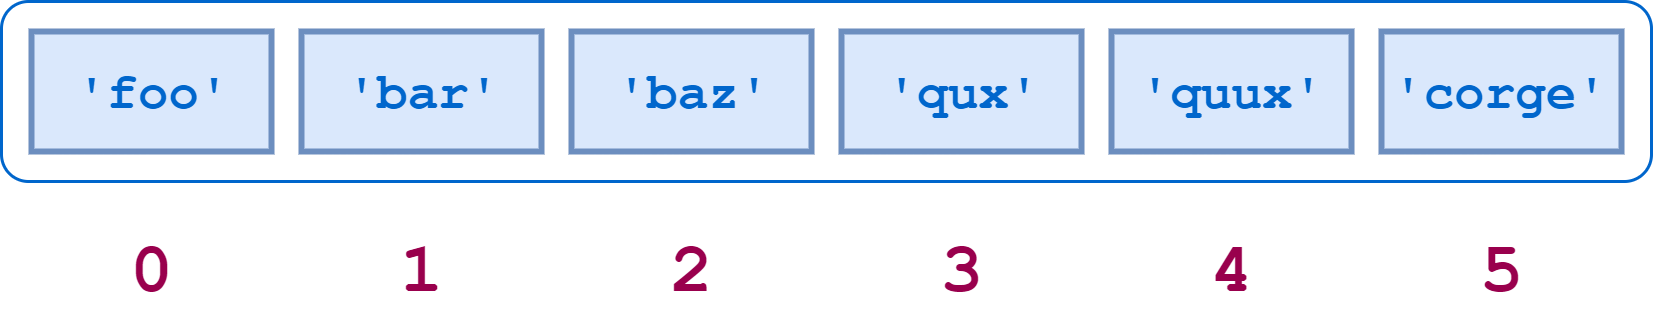 'foo' 'bar' 'baz' 'qux' 'quux' 'corge'
0 1 2 3 4 5